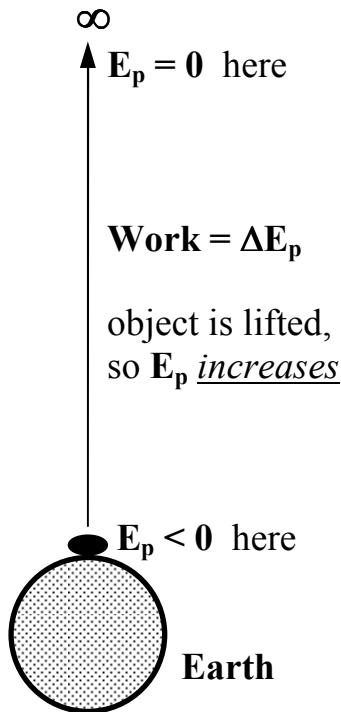 ∞
Eₚ = 0 here
Work = ΔEₚ
object is lifted,
so Eₚ increases
Eₚ < 0 here
Earth